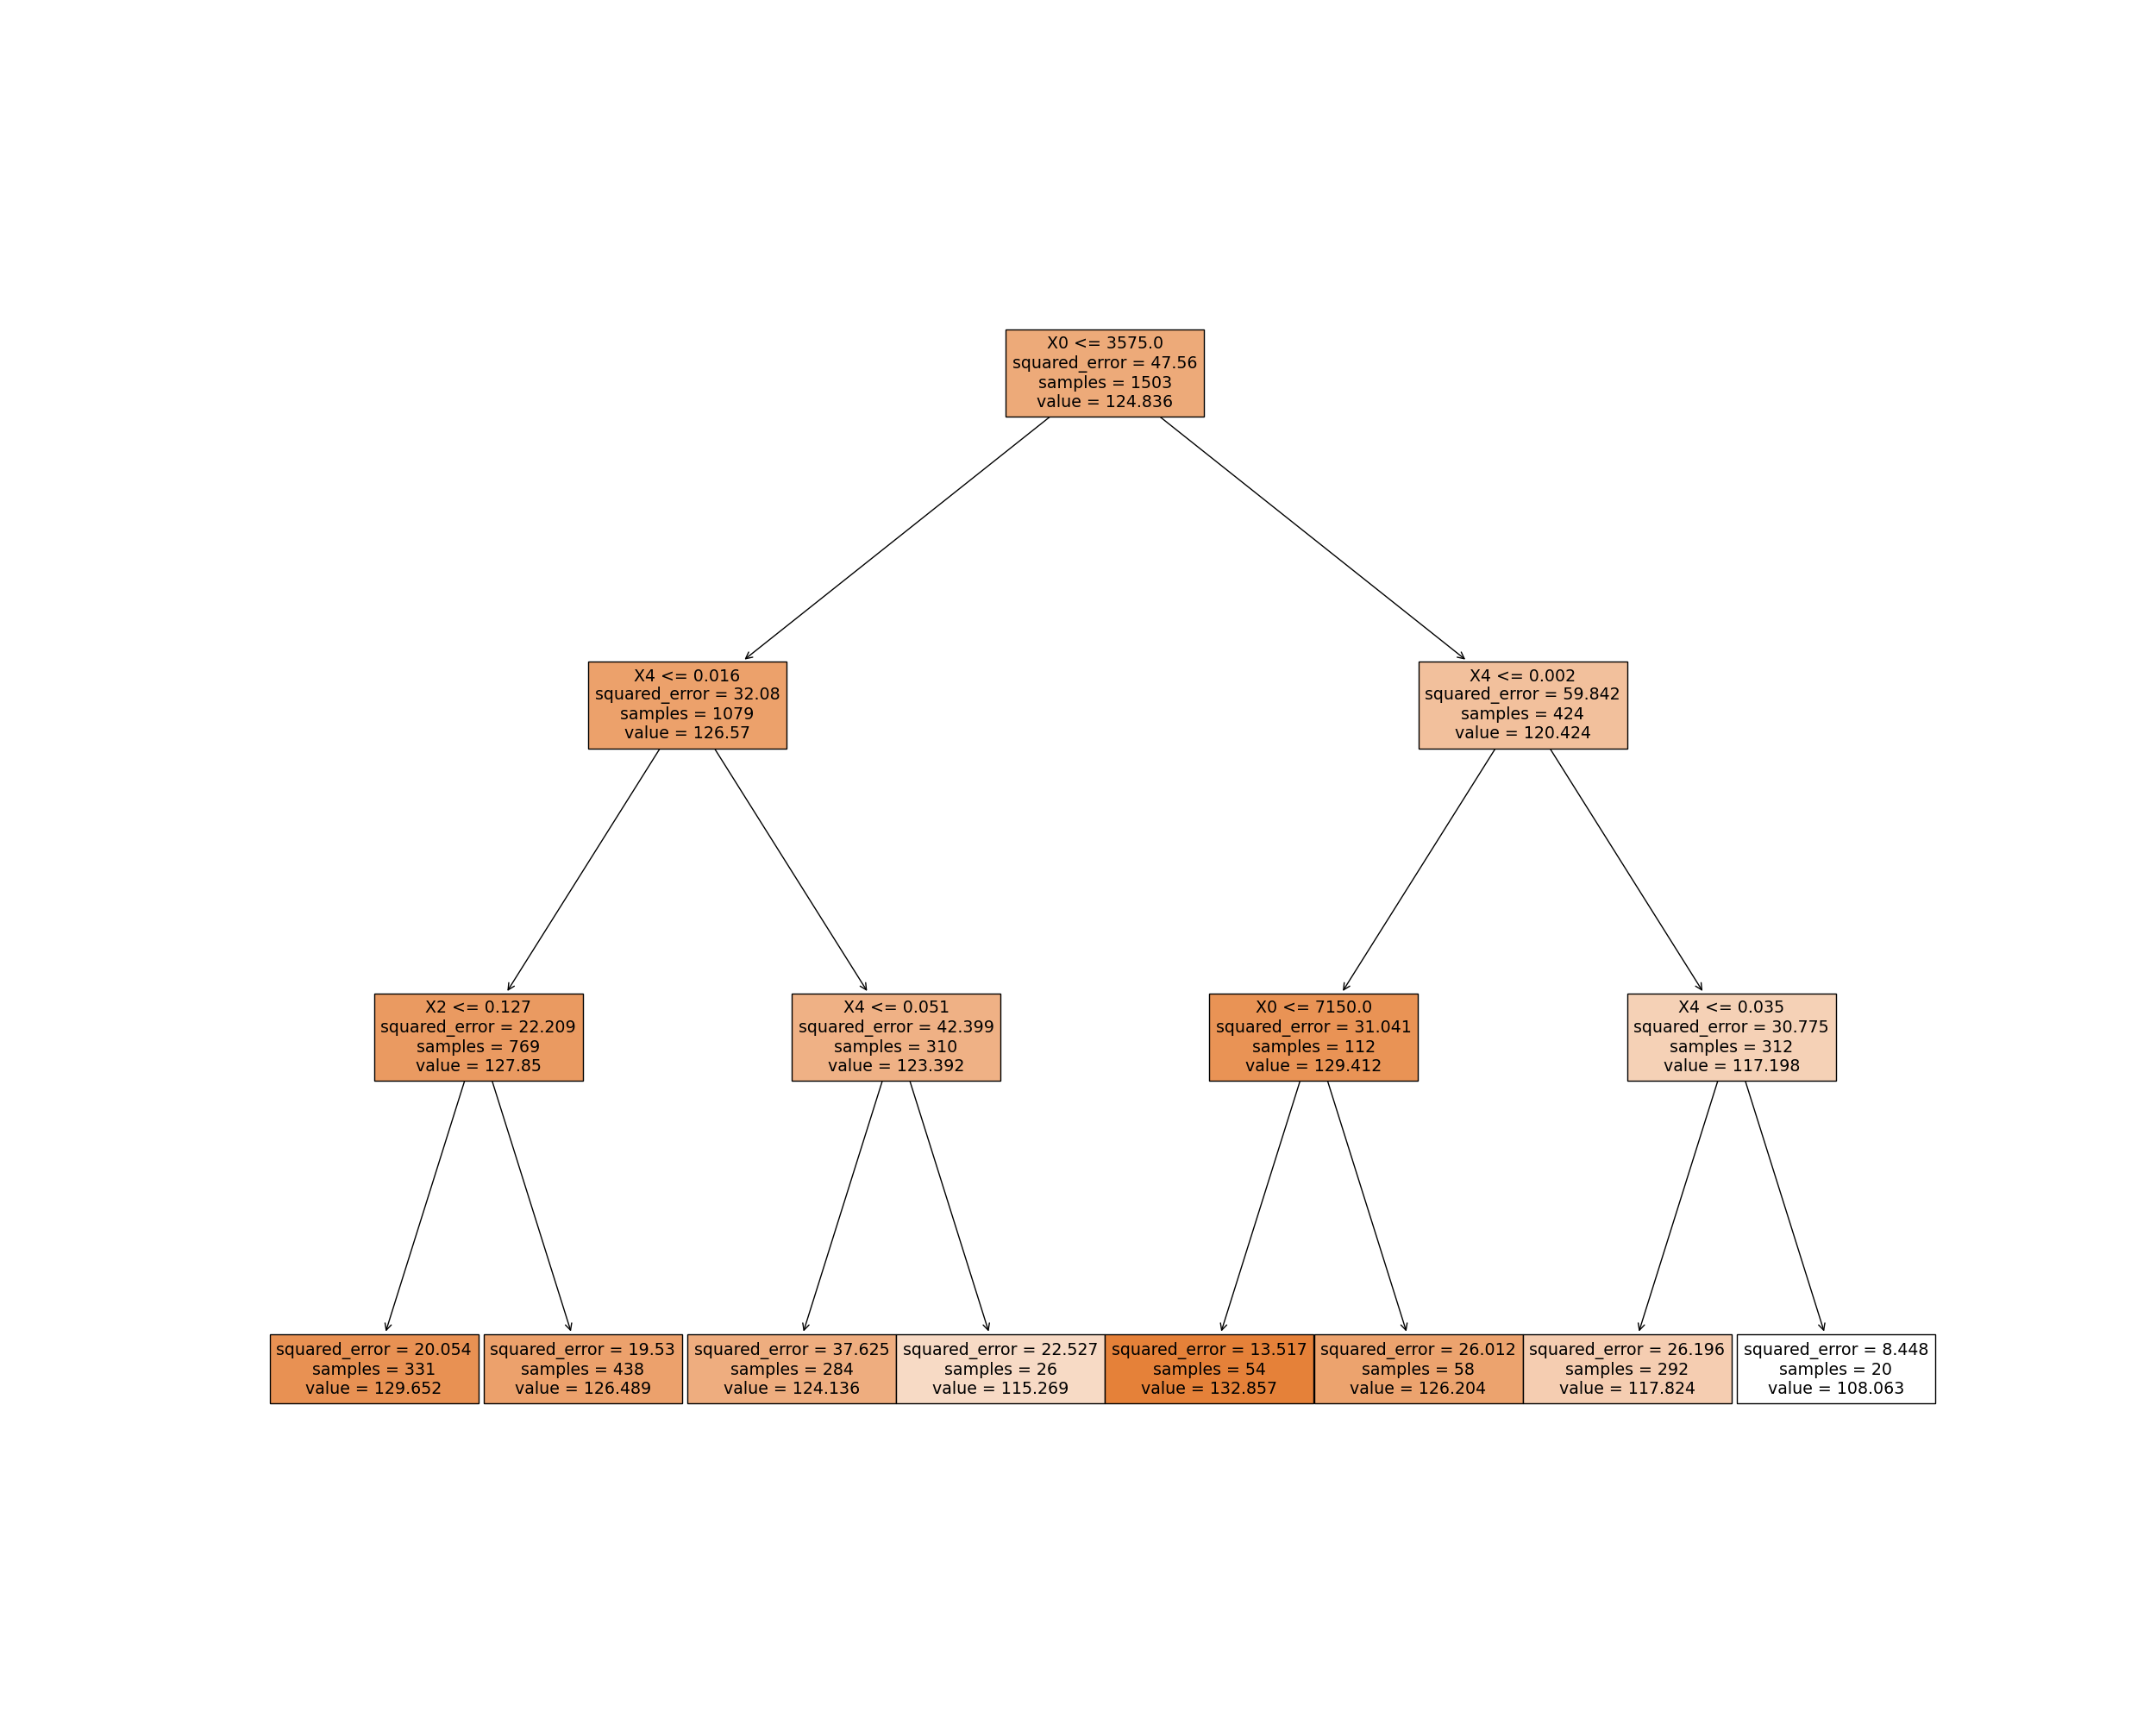 X0 <= 3575.0
squared_error = 47.56
samples = 1503
value = 124.836
X4 <= 0.016
squared_error = 32.08
samples = 1079
value = 126.57
X4 <= 0.002
squared_error = 59.842
samples = 424
value = 120.424
X2 <= 0.127
squared_error = 22.209
samples = 769
value = 127.85
X4 <= 0.051
squared_error = 42.399
samples = 310
value = 123.392
X0 <= 7150.0
squared_error = 31.041
samples = 112
value = 129.412
X4 <= 0.035
squared_error = 30.775
samples = 312
value = 117.198
squared_error = 20.054
samples = 331
value = 129.652
squared_error = 19.53
samples = 438
value = 126.489
squared_error = 37.625
samples = 284
value = 124.136
squared_error = 22.527
samples = 26
value = 115.269
squared_error = 13.517
samples = 54
value = 132.857
squared_error = 26.012
samples = 58
value = 126.204
squared_error = 26.196
samples = 292
value = 117.824
squared_error = 8.448
samples = 20
value = 108.063